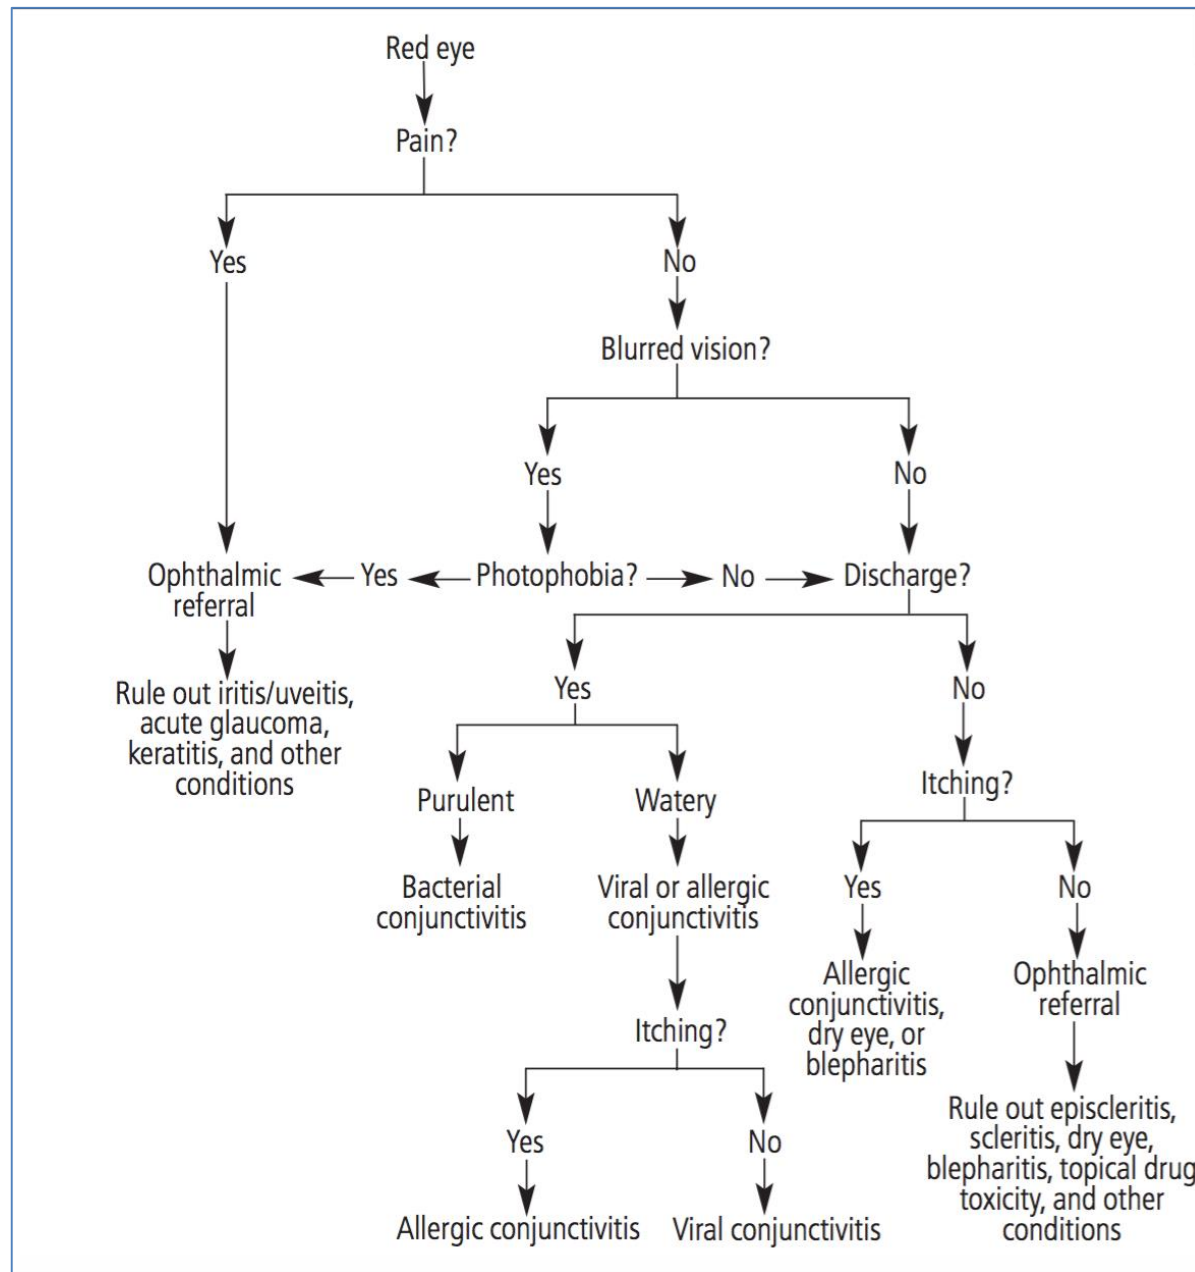 Red eye
Pain?
Yes
No
Blurred vision?
Yes
No
Ophthalmic
referral
Yes
Photophobia?
No
Discharge?
Rule out iritis/uveitis,
acute glaucoma,
keratitis, and other
conditions
Yes
No
Purulent
Watery
Itching?
Bacterial
conjunctivitis
Viral or allergic
conjunctivitis
Yes
No
Allergic
conjunctivitis,
dry eye, or
blepharitis
Ophthalmic
referral
Itching?
Yes
No
Rule out episcleritis,
scleritis, dry eye,
blepharitis, topical drug
toxicity, and other
conditions
Allergic conjunctivitis
Viral conjunctivitis